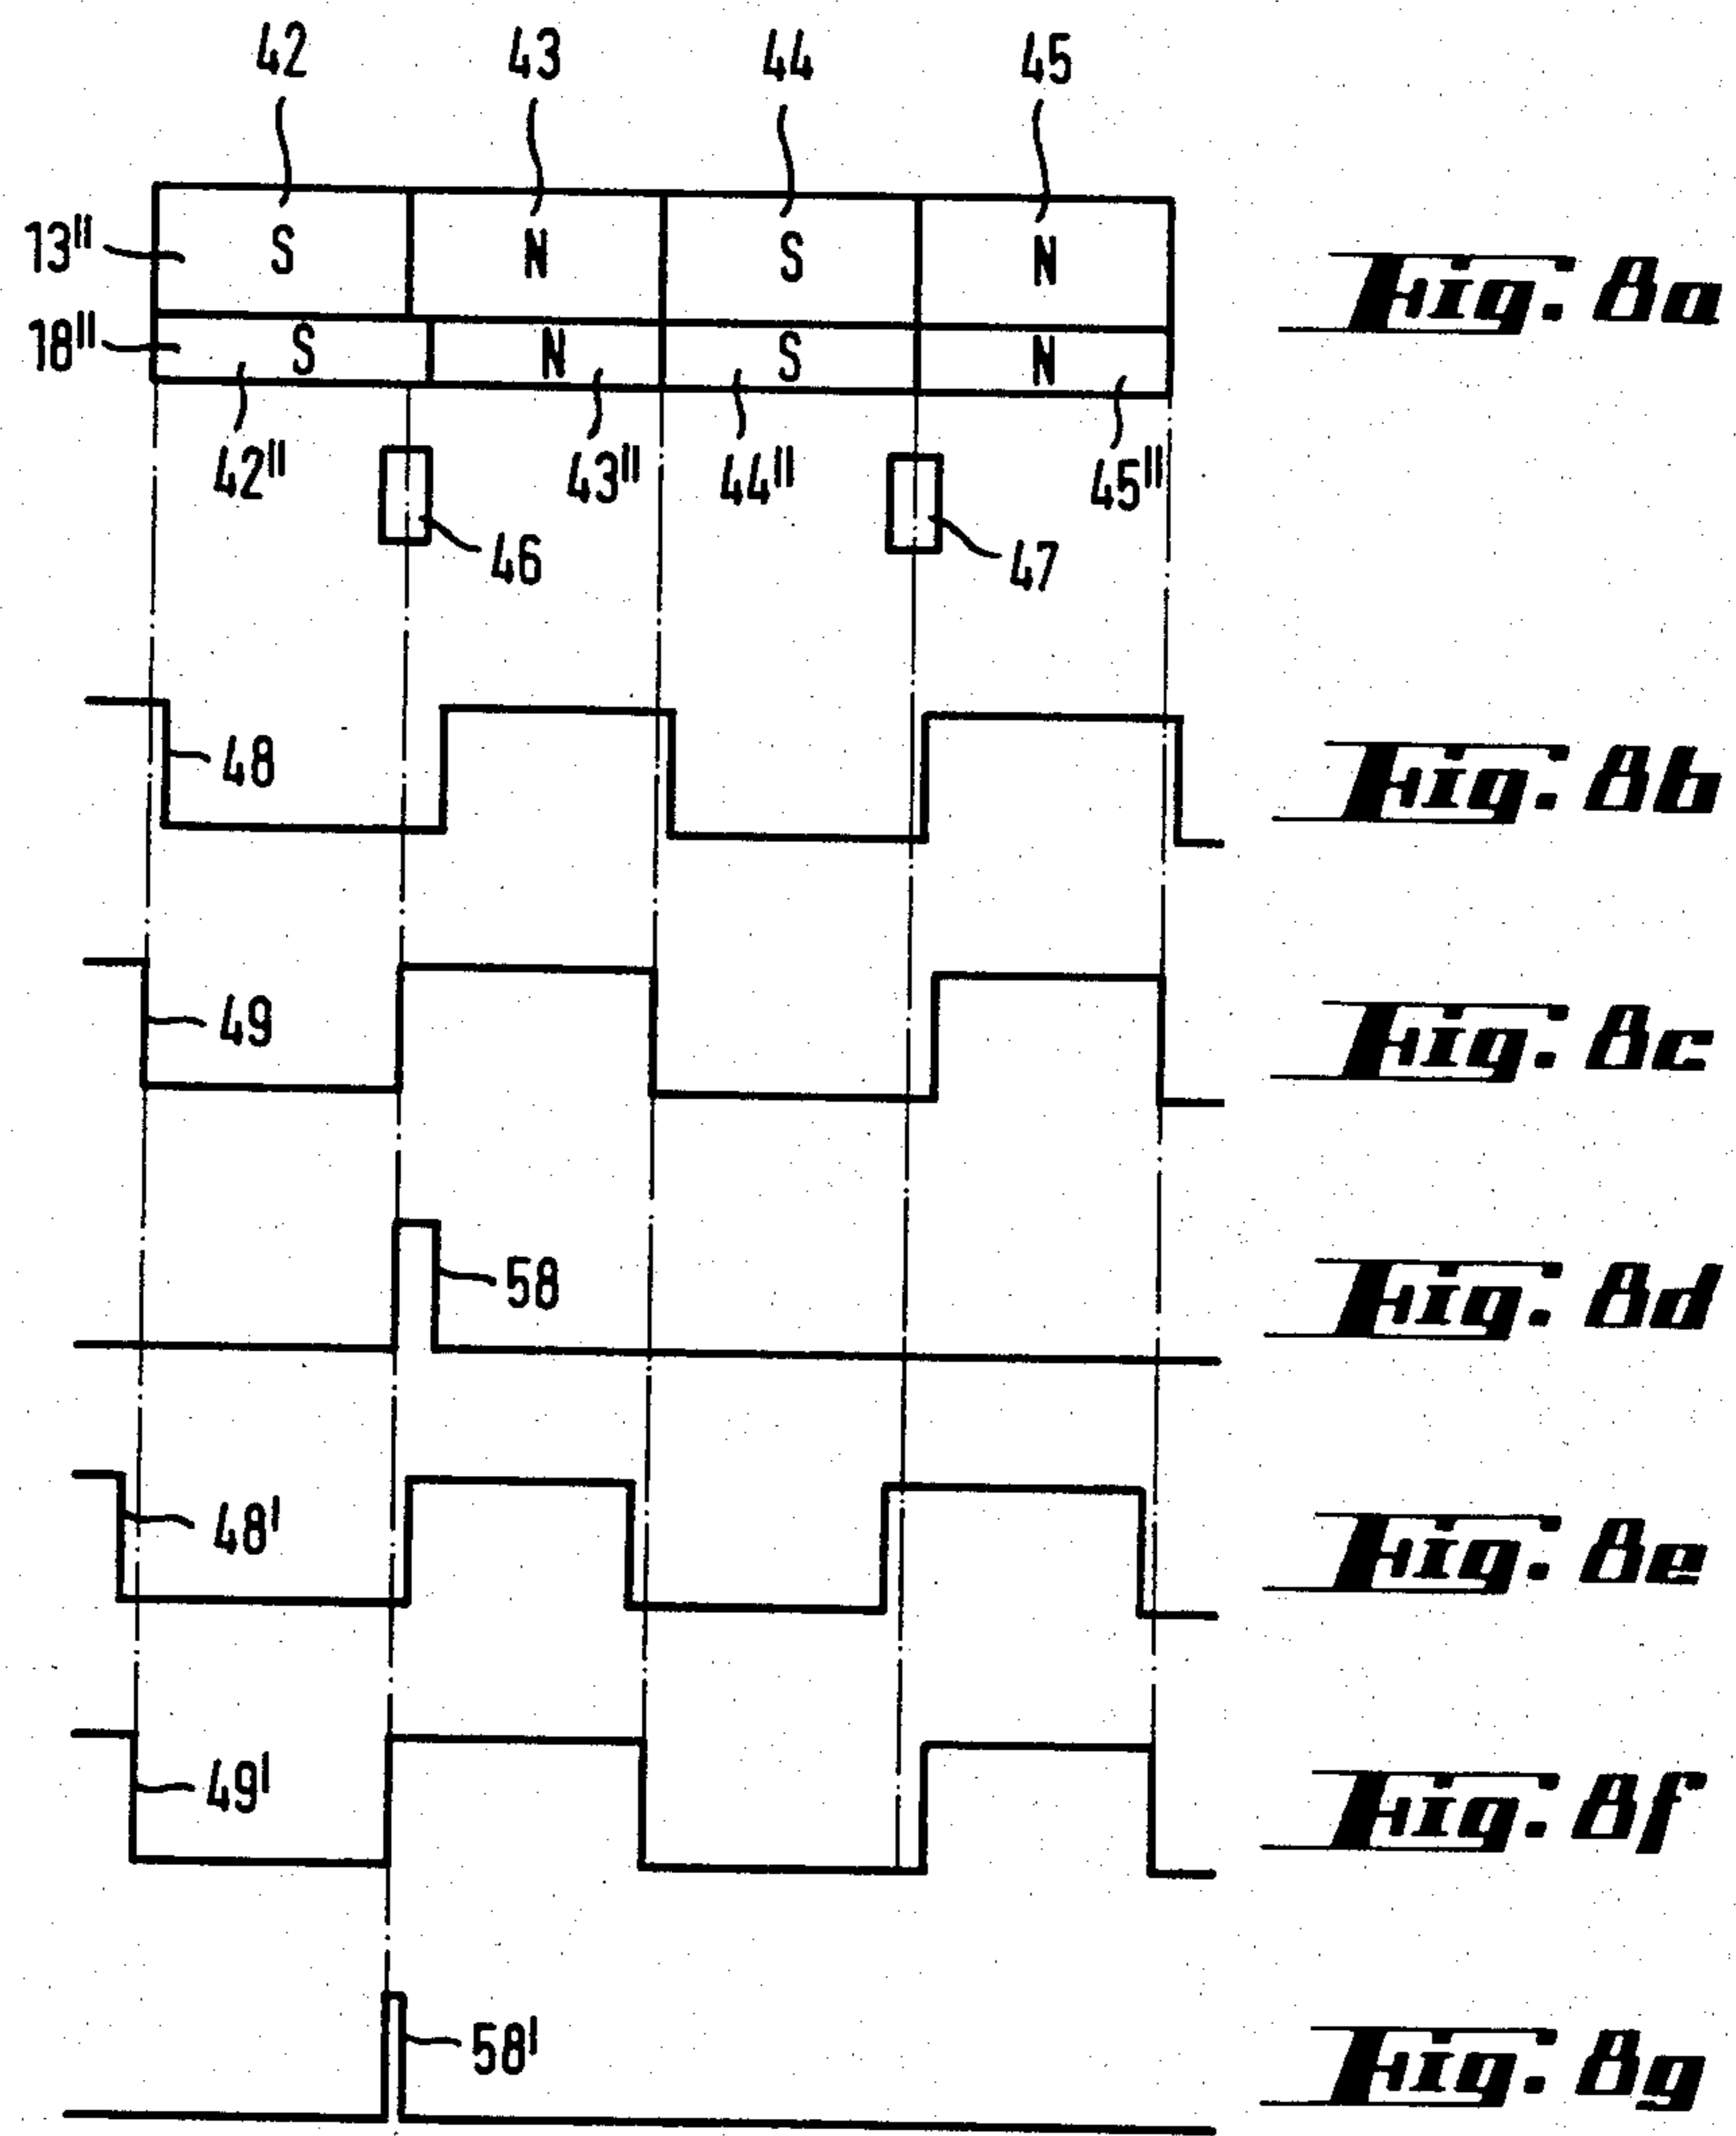 42 43 44 45
13" S N S N Fig. 8a
18" S N S N
42" 43" 44" 45"
46 47
48 Fig. 8b
49 Fig. 8c
58 Fig. 8d
48' Fig. 8e
49' Fig. 8f
58' Fig. 8g